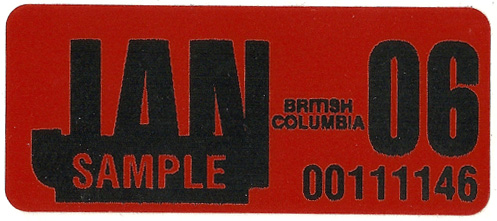 JAN
SAMPLE
BRITISH
COLUMBIA
06
00111146